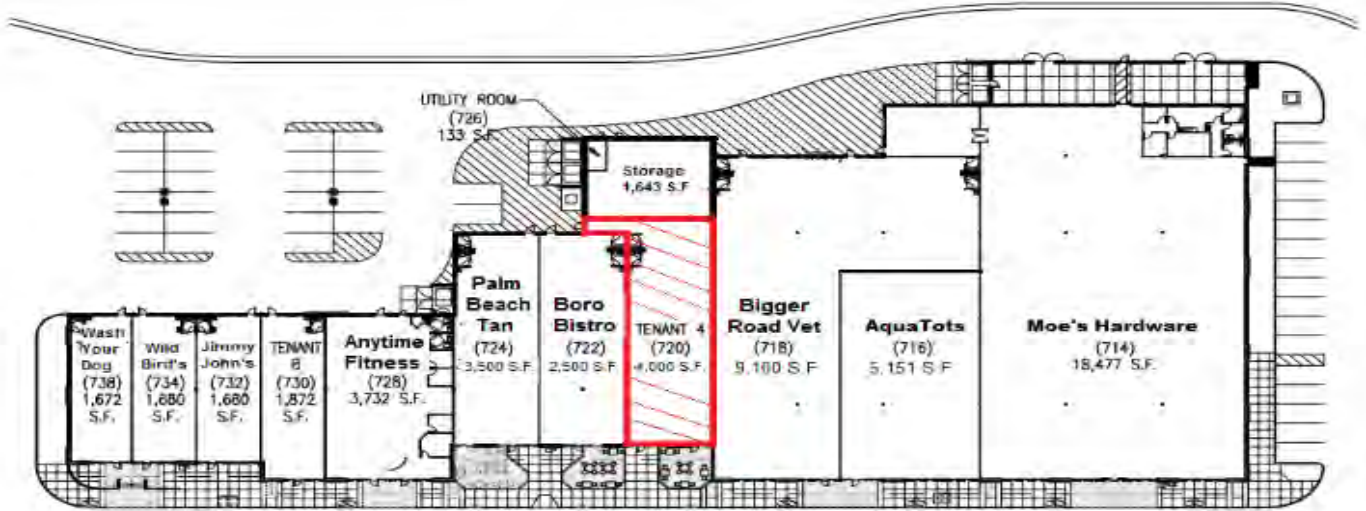 UTILITY ROOM
(726)
133 S.F.
Storage
1,643 S.F
Wash
Your
Dog
(738)
1,672
S.F.
Wild
Bird's
(734)
1,680
S.F.
Jimmy
John's
(732)
1,680
S.F.
TENANT
(730)
1,872
S.F.
Anytime
Fitness
(728)
3,732 S.F.
Palm
Beach
Tan
(724)
3,500 S.F
Boro
Bistro
(722)
2,500 S.F
TENANT 4
(720)
4,000 S.F.
Bigger
Road Vet
(718)
9,160 S.F
AquaTots
(716)
5,151 S.F
Moe's Hardware
(714)
18,477 S.F.